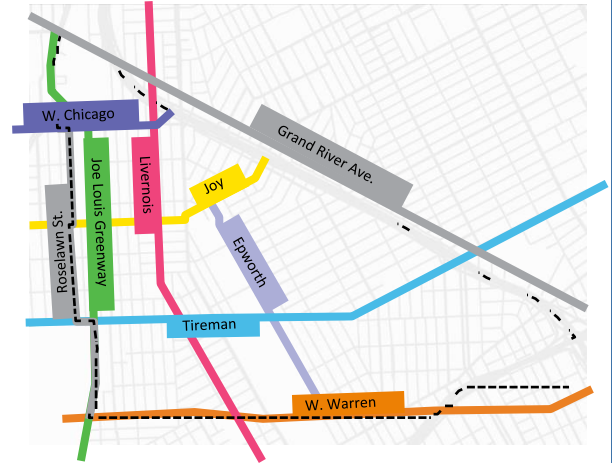 W. Chicago
Grand River Ave.
Joe Louis Greenway
Livernois
Joy
Roselawn St.
Epworth
Tireman
W. Warren